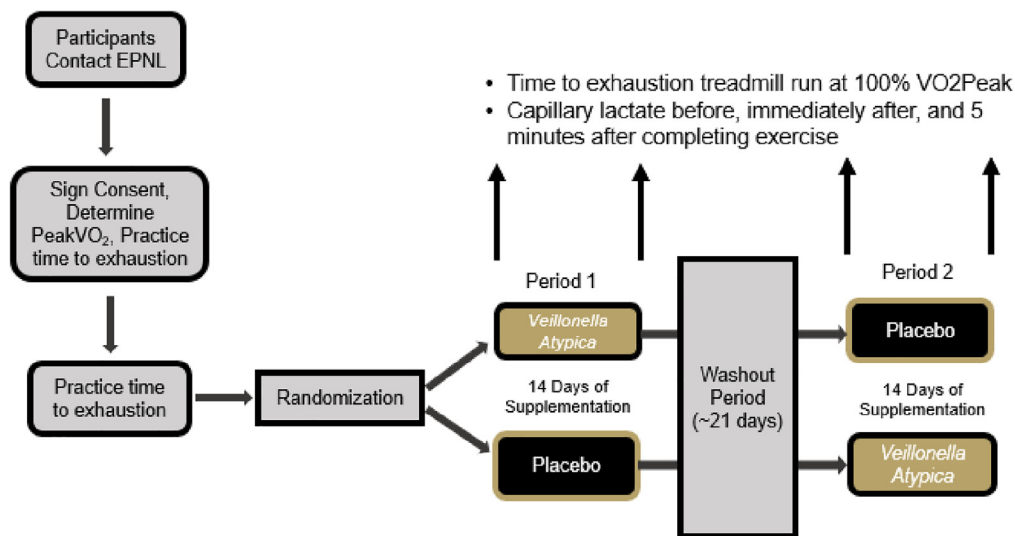 Participants
Contact EPNL
Sign Consent,
Determine
PeakVO₂, Practice
time to exhaustion
Practice time
to exhaustion
Randomization
• Time to exhaustion treadmill run at 100% VO2Peak
• Capillary lactate before, immediately after, and 5
minutes after completing exercise
Period 1
Veillonella
Atypica
14 Days of
Supplementation
Placebo
Washout
Period
(~21 days)
Period 2
Placebo
14 Days of
Supplementation
Veillonella
Atypica